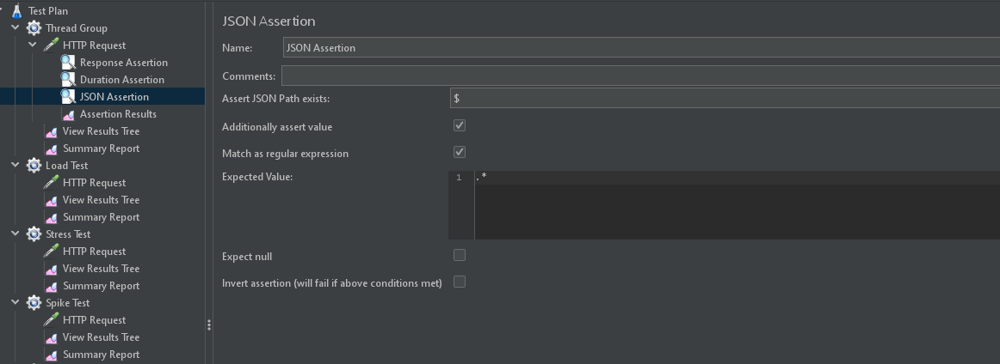 Test Plan
Thread Group
HTTP Request
Response Assertion
Duration Assertion
JSON Assertion
Assertion Results
View Results Tree
Summary Report
Load Test
HTTP Request
View Results Tree
Summary Report
Stress Test
HTTP Request
View Results Tree
Summary Report
Spike Test
HTTP Request
View Results Tree
Summary Report
JSON Assertion
Name: JSON Assertion
Comments:
Assert JSON Path exists: $
Additionally assert value
Match as regular expression
Expected Value: 1 .*
Expect null
Invert assertion (will fail if above conditions met)